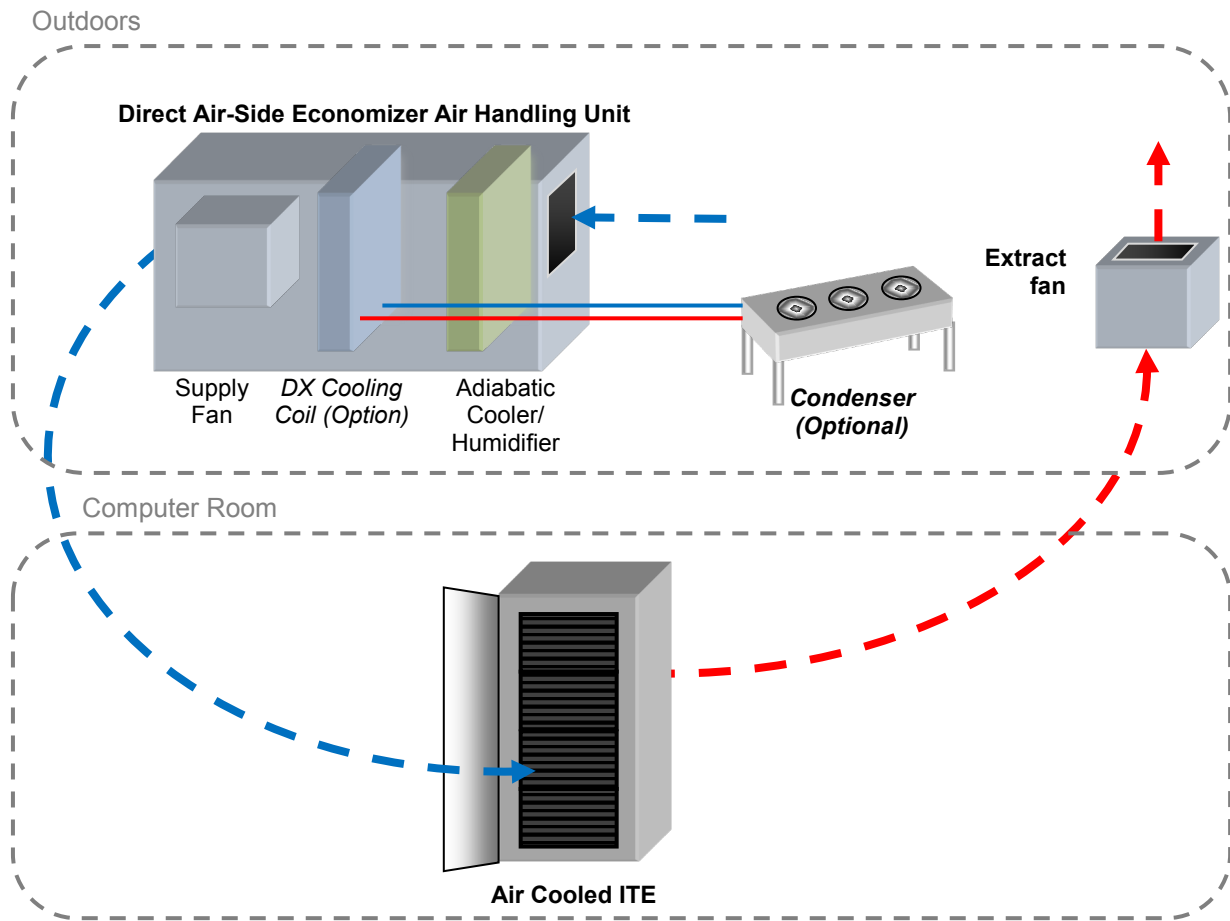 Outdoors
Direct Air-Side Economizer Air Handling Unit
Extract
fan
Supply
Fan
DX Cooling
Coil (Option)
Adiabatic
Cooler/
Humidifier
Condenser
(Optional)
Computer Room
Air Cooled ITE